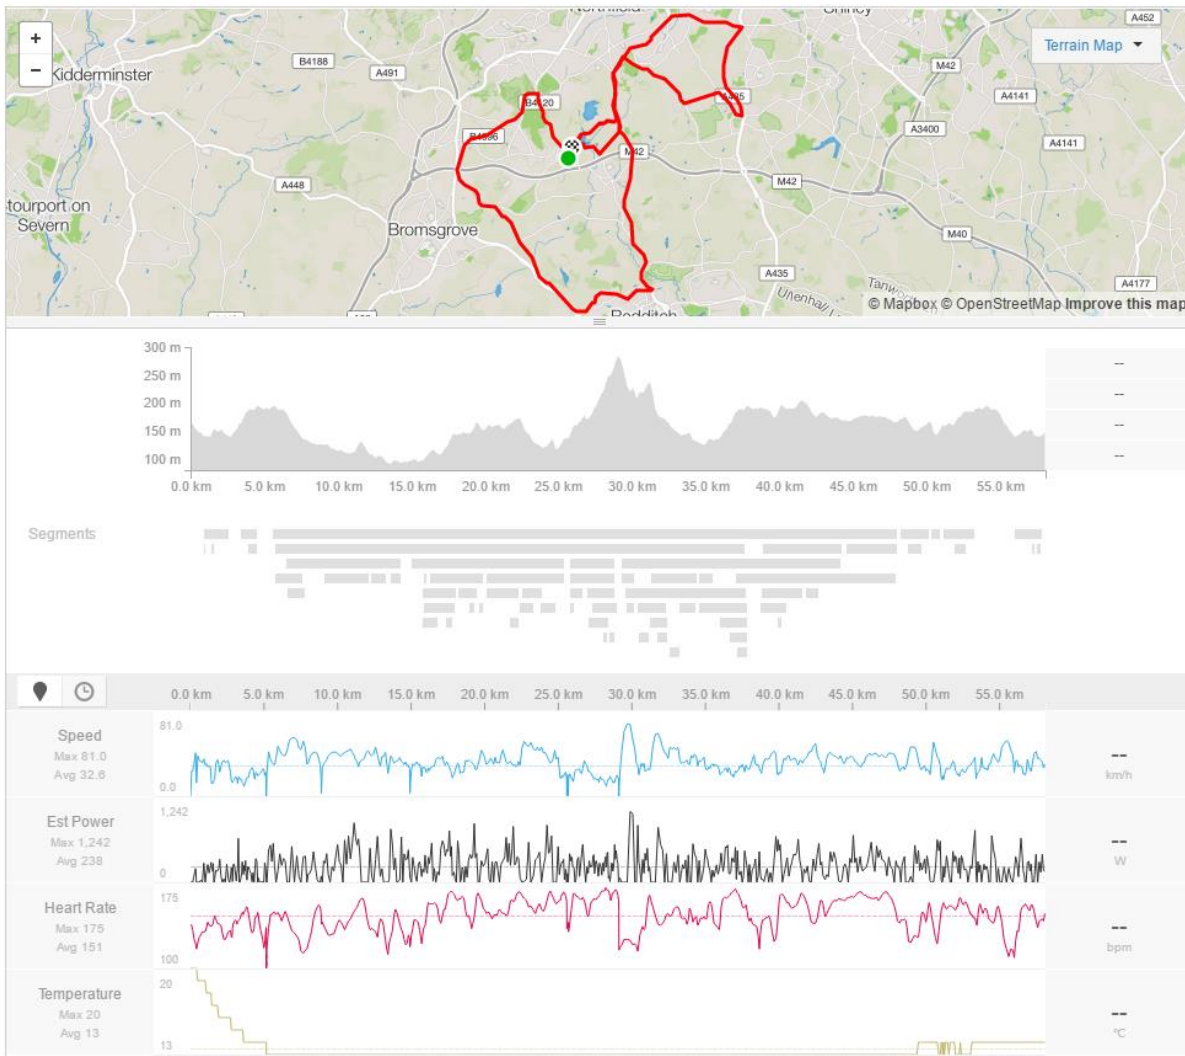 Northfield
Shirley
A452
+
−
Terrain Map
Kidderminster
B4188
A491
M42
A4141
B4120
A435
A3400
B4096
A4141
M42
A448
M42
tourport on
Severn
Bromsgrove
M40
A435
A4177
Redditch
© Mapbox © OpenStreetMap Improve this map
300 m
250 m
200 m
150 m
100 m
--
--
--
--
0.0 km 5.0 km 10.0 km 15.0 km 20.0 km 25.0 km 30.0 km 35.0 km 40.0 km 45.0 km 50.0 km 55.0 km
Segments
0.0 km 5.0 km 10.0 km 15.0 km 20.0 km 25.0 km 30.0 km 35.0 km 40.0 km 45.0 km 50.0 km 55.0 km
Speed
Max 81.0
Avg 32.6
81.0
0.0
--
km/h
Est Power
Max 1,242
Avg 238
1,242
0
--
W
Heart Rate
Max 175
Avg 151
175
100
--
bpm
Temperature
Max 20
Avg 13
20
13
--
°C